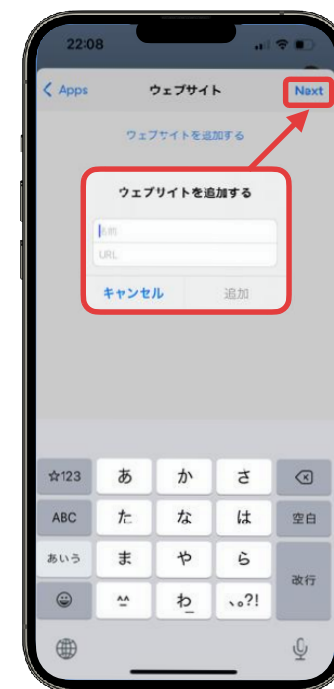 22:08
Apps ウェブサイト Next
ウェブサイトを追加する
ウェブサイトを追加する
名前
URL
キャンセル 追加
☆123 あ か さ
ABC た な は 空白
あいう ま や ら
改行
^^ わ 、。?!